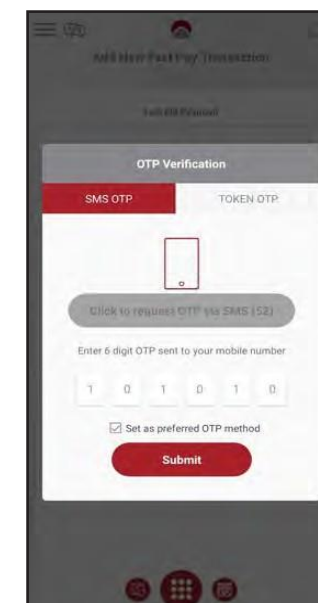 Add New Fast Pay Transaction
OTP Verification
SMS OTP
TOKEN OTP
Click to request OTP via SMS (52)
Enter 6 digit OTP sent to your mobile number
1 0 1 0 1 0
Set as preferred OTP method
Submit